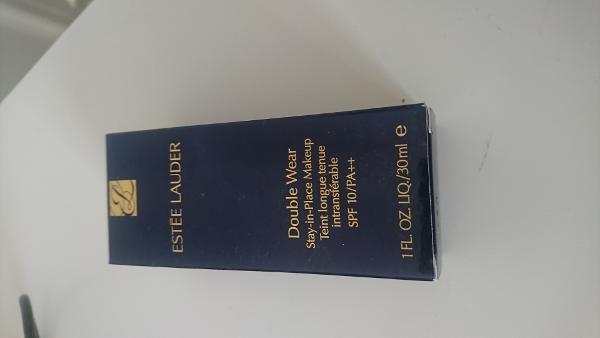 ESTĒE LAUDER
Double Wear
Stay-in-Place Makeup
Teint longue tenue
intransférable
SPF 10/PA++
1 FL. OZ. LIQ./30ml e